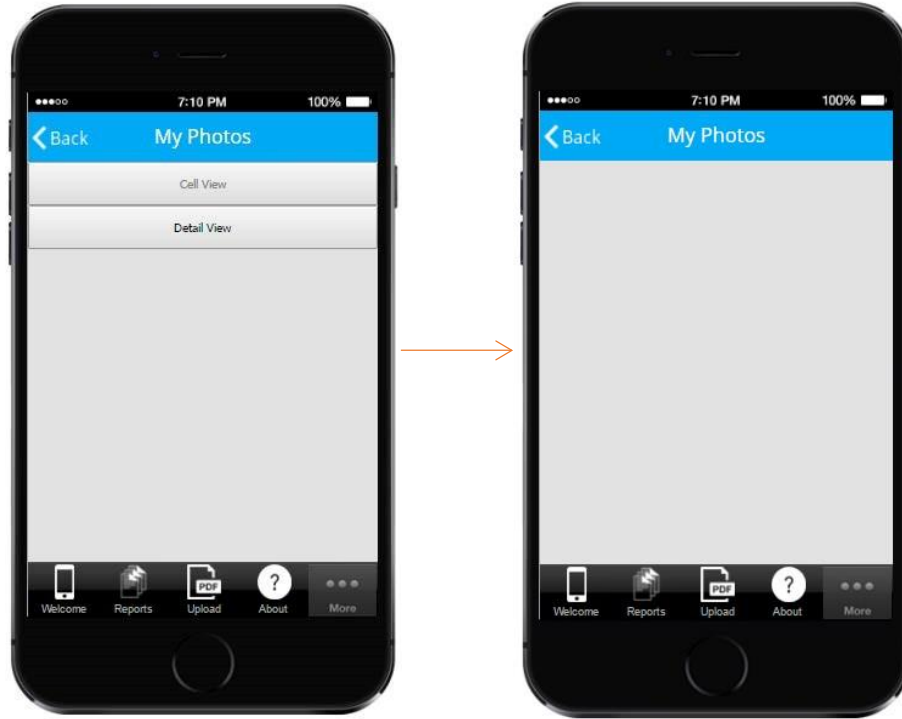 7:10 PM 100%
Back My Photos
Cell View
Detail View
PDF ?
Welcome Reports Upload About More
7:10 PM 100%
Back My Photos
PDF ?
Welcome Reports Upload About More